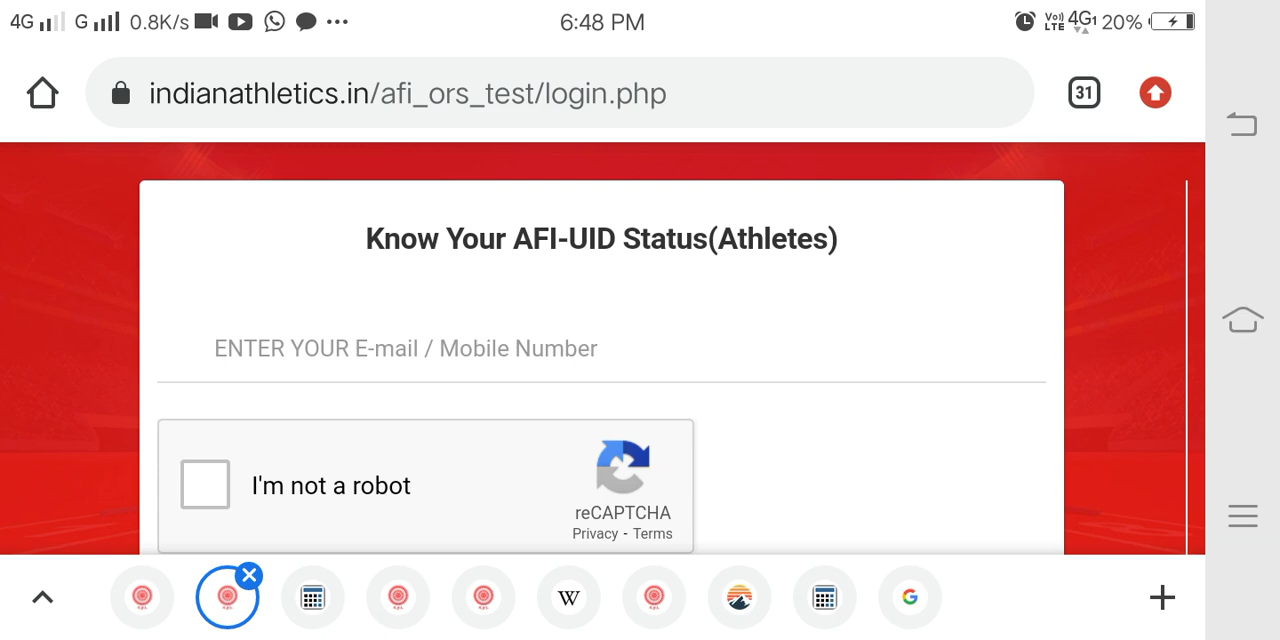 4G G 0.8K/s 6:48 PM Vo) LTE 4G1 20%
indianathletics.in/afi_ors_test/login.php 31
Know Your AFI-UID Status(Athletes)
ENTER YOUR E-mail / Mobile Number
I'm not a robot
reCAPTCHA
Privacy - Terms
W G